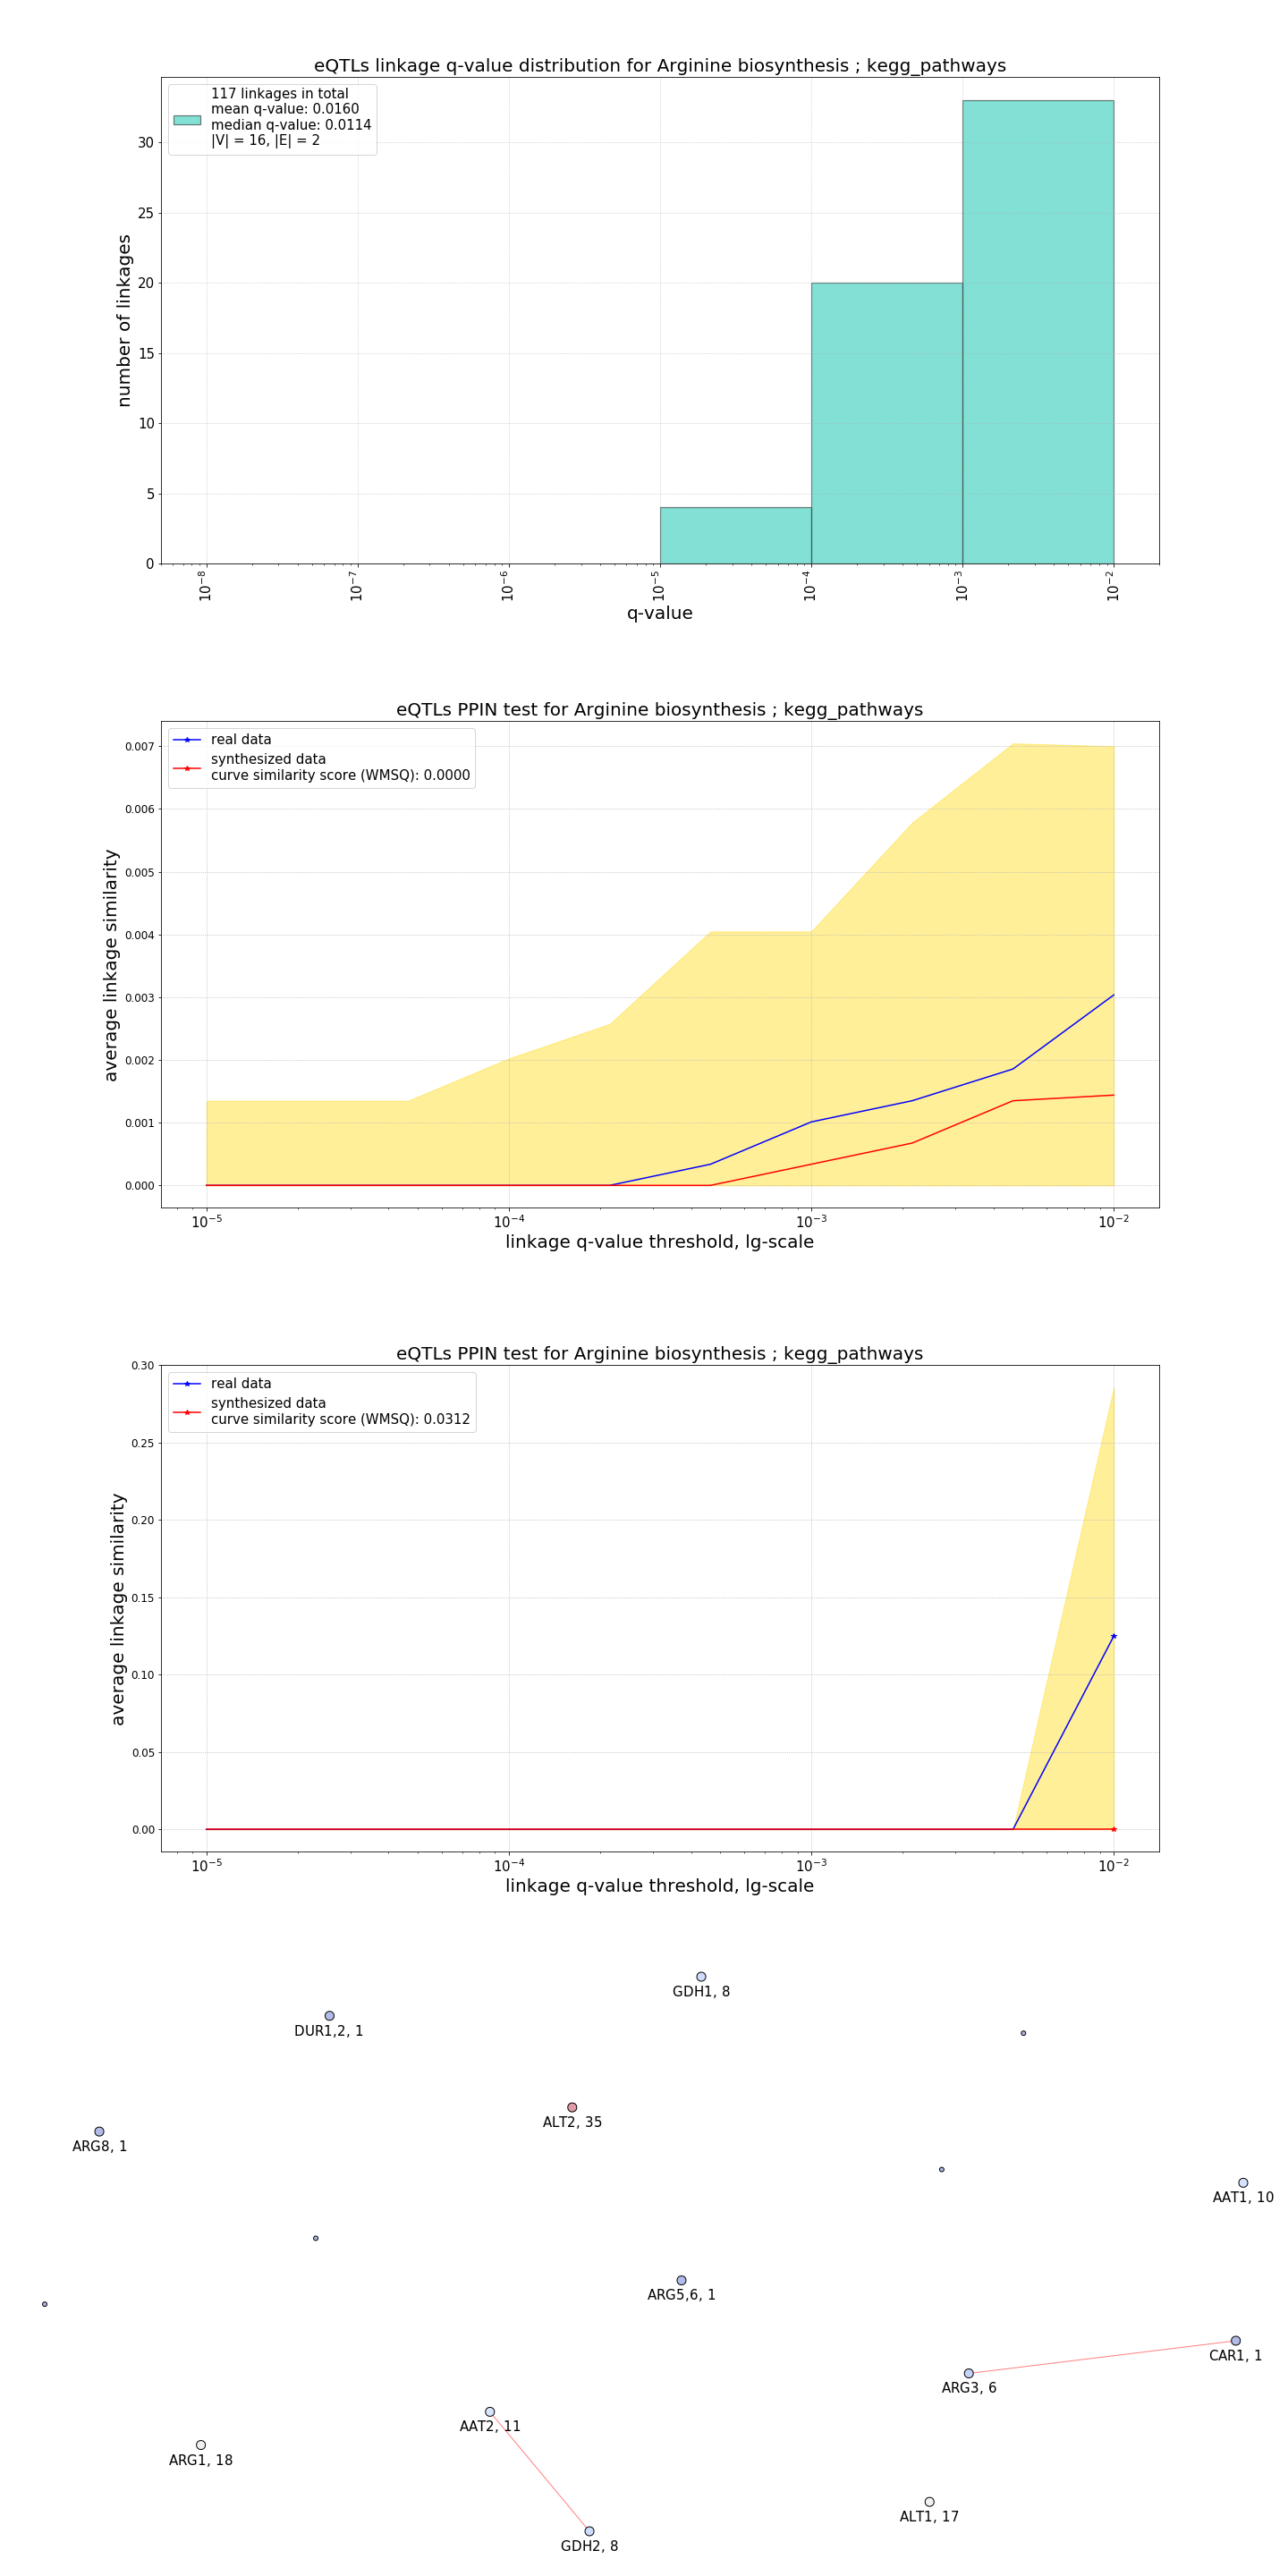 eQTLs linkage q-value distribution for Arginine biosynthesis ; kegg_pathways
117 linkages in total
mean q-value: 0.0160
median q-value: 0.0114
|V| = 16, |E| = 2
number of linkages
30
25
20
15
10
5
0
10⁻⁸ 10⁻⁷ 10⁻⁶ 10⁻⁵ 10⁻⁴ 10⁻³ 10⁻²
q-value
eQTLs PPIN test for Arginine biosynthesis ; kegg_pathways
real data
synthesized data
curve similarity score (WMSQ): 0.0000
average linkage similarity
0.007
0.006
0.005
0.004
0.003
0.002
0.001
0.000
10⁻⁵ 10⁻⁴ 10⁻³ 10⁻²
linkage q-value threshold, lg-scale
eQTLs PPIN test for Arginine biosynthesis ; kegg_pathways
real data
synthesized data
curve similarity score (WMSQ): 0.0312
average linkage similarity
0.30
0.25
0.20
0.15
0.10
0.05
0.00
10⁻⁵ 10⁻⁴ 10⁻³ 10⁻²
linkage q-value threshold, lg-scale
GDH1, 8
DUR1,2, 1
ALT2, 35
ARG8, 1
AAT1, 10
ARG5,6, 1
CAR1, 1
ARG3, 6
AAT2, 11
ARG1, 18
ALT1, 17
GDH2, 8